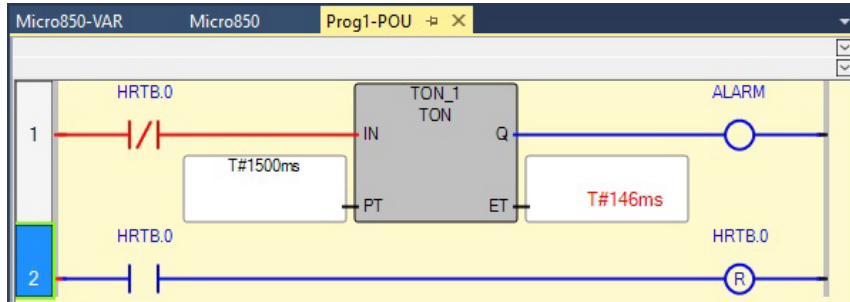 Micro850-VAR Micro850 Prog1-POU
HRTB.0 TON_1 ALARM
TON
1 IN Q
T#1500ms
PT ET T#146ms
HRTB.0 HRTB.0
2 R